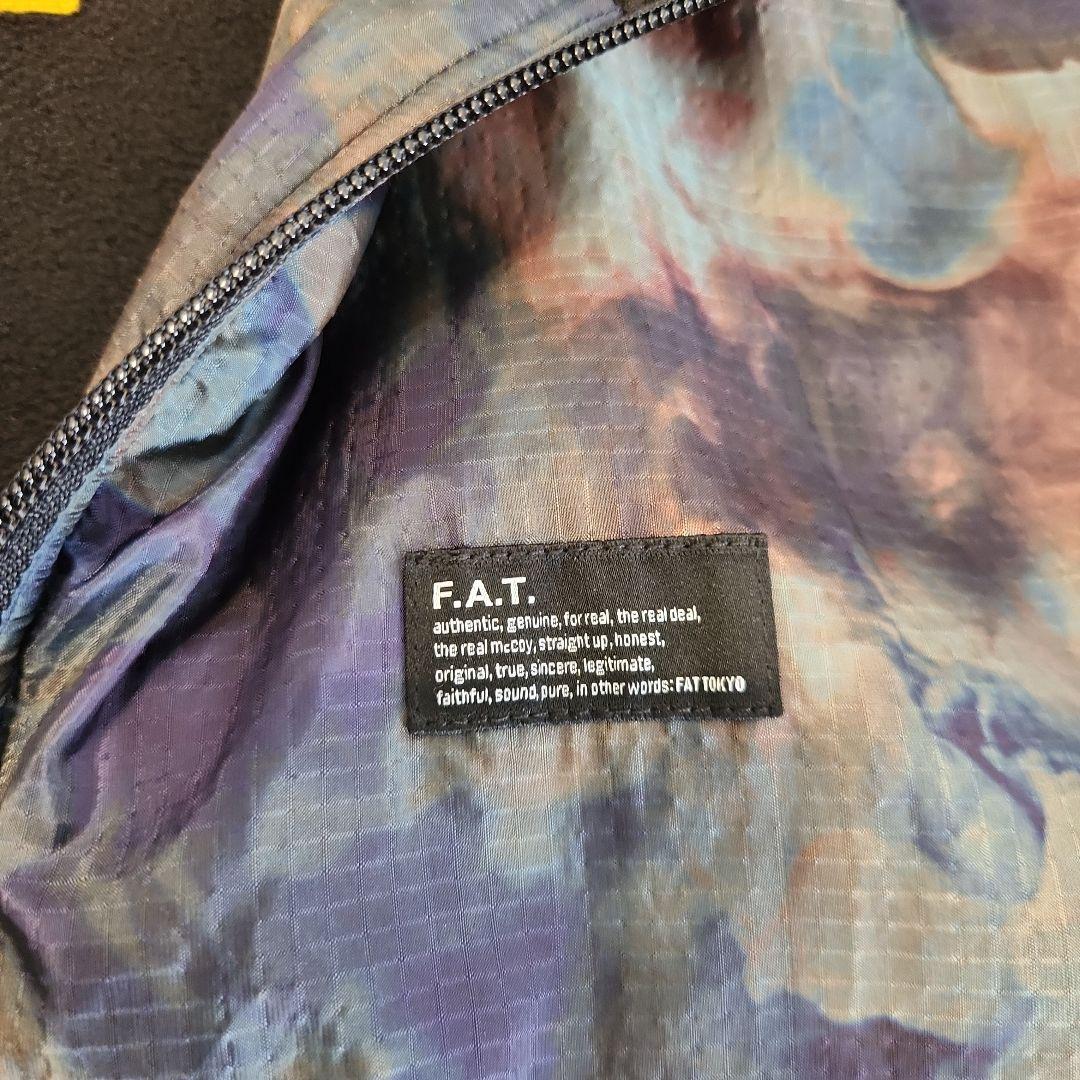 F.A.T.
authentic, genuine, for real, the real deal,
the real mccoy, straight up, honest,
original, true, sincere, legitimate,
faithful, sound, pure, in other words: FAT TOKYO